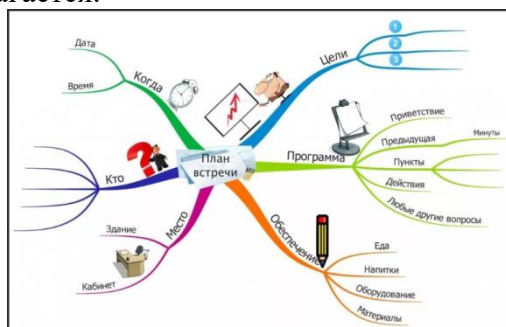 агается.
Дата
Время
Когда
Цели
1
2
3
План
встречи
Программа
Приветствие
Предыдущая
Минуты
Пункты
Действия
Любые другие вопросы
Кто
Место
Здание
Кабинет
Обеспечение
Еда
Напитки
Оборудование
Материалы